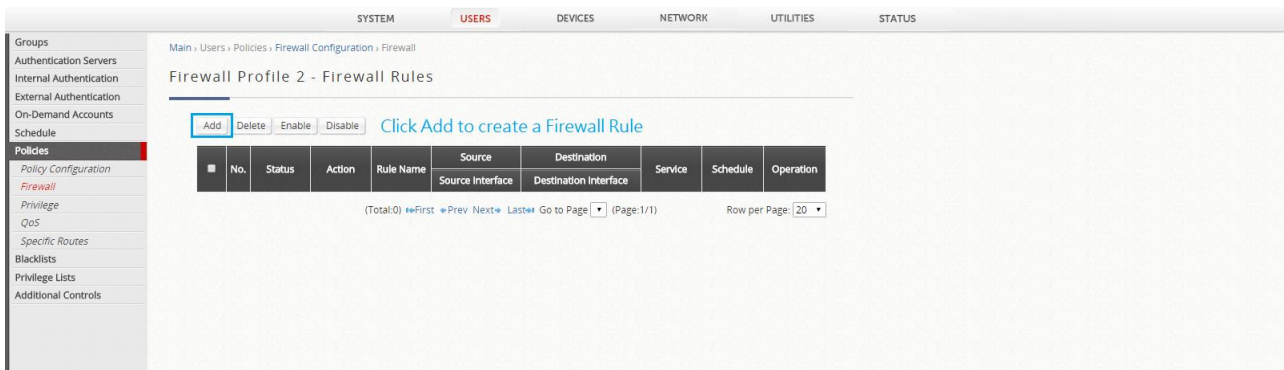 SYSTEM USERS DEVICES NETWORK UTILITIES STATUS
Groups
Authentication Servers
Internal Authentication
External Authentication
On-Demand Accounts
Schedule
Policies
Policy Configuration
Firewall
Privilege
QoS
Specific Routes
Blacklists
Privilege Lists
Additional Controls
Main › Users › Policies › Firewall Configuration › Firewall
Firewall Profile 2 - Firewall Rules
Add Delete Enable Disable Click Add to create a Firewall Rule
No. Status Action Rule Name Source Destination Service Schedule Operation
Source Interface Destination Interface
(Total:0) First Prev Next Last Go to Page (Page:1/1) Row per Page: 20